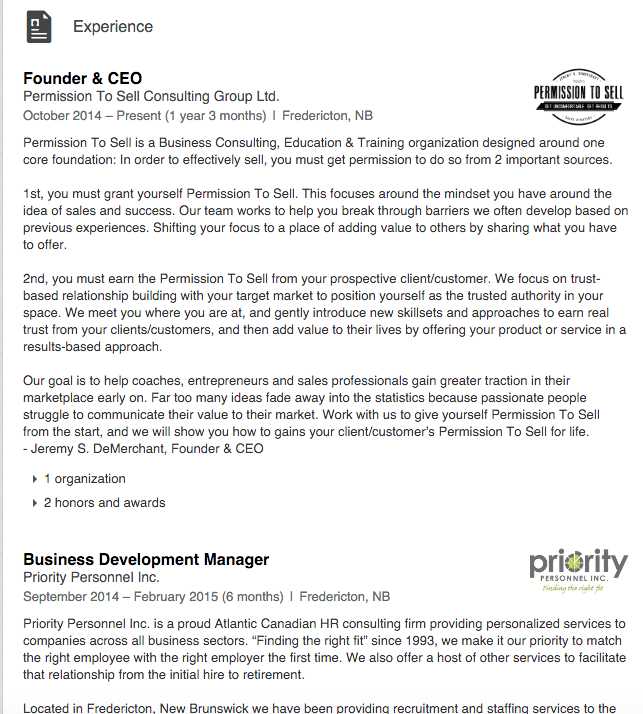 Experience
Founder & CEO
Permission To Sell Consulting Group Ltd.
October 2014 – Present (1 year 3 months) | Fredericton, NB
PERMISSION TO SELL
GET UNCOMFORTABLE. GET RESULTS
Permission To Sell is a Business Consulting, Education & Training organization designed around one
core foundation: In order to effectively sell, you must get permission to do so from 2 important sources.
1st, you must grant yourself Permission To Sell. This focuses around the mindset you have around the
idea of sales and success. Our team works to help you break through barriers we often develop based on
previous experiences. Shifting your focus to a place of adding value to others by sharing what you have
to offer.
2nd, you must earn the Permission To Sell from your prospective client/customer. We focus on trust-
based relationship building with your target market to position yourself as the trusted authority in your
space. We meet you where you are at, and gently introduce new skillsets and approaches to earn real
trust from your clients/customers, and then add value to their lives by offering your product or service in a
results-based approach.
Our goal is to help coaches, entrepreneurs and sales professionals gain greater traction in their
marketplace early on. Far too many ideas fade away into the statistics because passionate people
struggle to communicate their value to their market. Work with us to give yourself Permission To Sell
from the start, and we will show you how to gains your client/customer's Permission To Sell for life.
- Jeremy S. DeMerchant, Founder & CEO
1 organization
2 honors and awards
Business Development Manager
Priority Personnel Inc.
September 2014 – February 2015 (6 months) | Fredericton, NB
priority
PERSONNEL INC.
Finding the right fit
Priority Personnel Inc. is a proud Atlantic Canadian HR consulting firm providing personalized services to
companies across all business sectors. “Finding the right fit” since 1993, we make it our priority to match
the right employee with the right employer the first time. We also offer a host of other services to facilitate
that relationship from the initial hire to retirement.
Located in Fredericton, New Brunswick we have been providing recruitment and staffing services to the